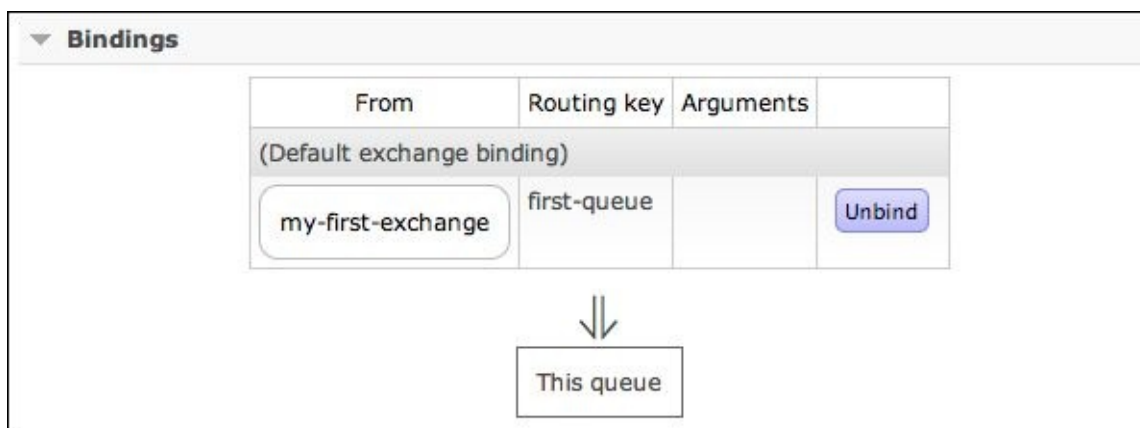 Bindings
From Routing key Arguments
(Default exchange binding)
my-first-exchange first-queue Unbind
This queue